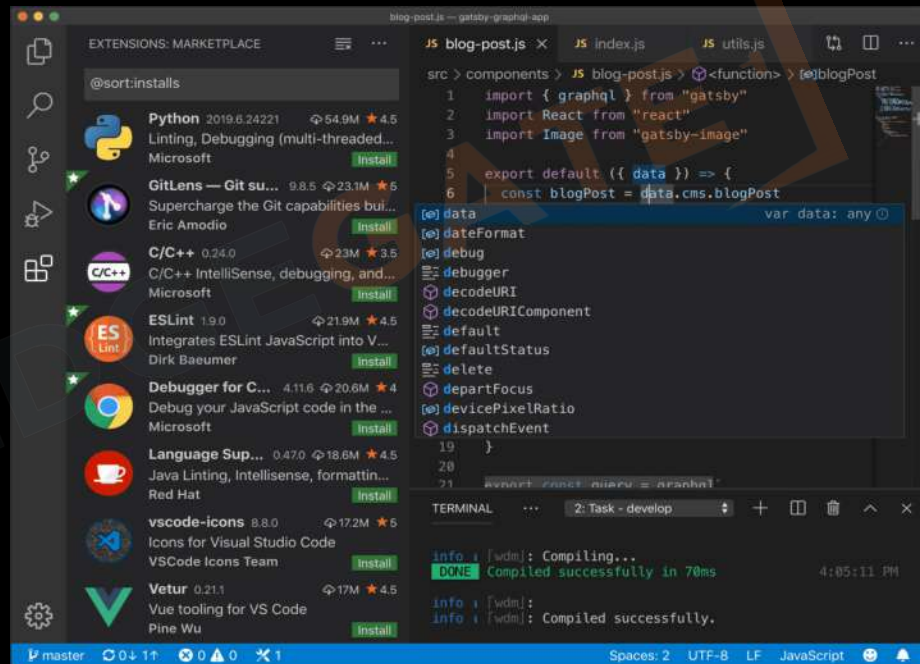 blog-post.js — gatsby-graphql-app
EXTENSIONS: MARKETPLACE
@sort:installs
Python 2019.6.24221 54.9M ★ 4.5
Linting, Debugging (multi-threaded...
Microsoft Install
GitLens — Git su... 9.8.5 23.1M ★ 5
Supercharge the Git capabilities bui...
Eric Amodio Install
C/C++
C/C++ 0.24.0 23M ★ 3.5
C/C++ IntelliSense, debugging, and...
Microsoft Install
ES
Lint
ESLint 1.9.0 21.9M ★ 4.5
Integrates ESLint JavaScript into V...
Dirk Baeumer Install
Debugger for C... 4.11.6 20.6M ★ 4
Debug your JavaScript code in the ...
Microsoft Install
Language Sup... 0.47.0 18.6M ★ 4.5
Java Linting, Intellisense, formattin...
Red Hat Install
vscode-icons 8.8.0 17.2M ★ 5
Icons for Visual Studio Code
VSCode Icons Team Install
Vetur 0.21.1 17M ★ 4.5
Vue tooling for VS Code
Pine Wu Install
JS blog-post.js × JS index.js JS utils.js ...
src > components > JS blog-post.js > <function> > blogPost
1 import { graphql } from "gatsby"
2 import React from "react"
3 import Image from "gatsby-image"
4
5 export default ({ data }) => {
6 const blogPost = data.cms.blogPost
data var data: any
dateFormat
debug
debugger
decodeURI
decodeURIComponent
default
defaultStatus
delete
departFocus
devicePixelRatio
dispatchEvent
19 }
20
21 export const query = graphql`
TERMINAL ... 2: Task - develop
info ｢wdm｣: Compiling...
DONE Compiled successfully in 70ms 4:05:11 PM
info ｢wdm｣:
info ｢wdm｣: Compiled successfully.
master 0↓ 1↑ 0 0 1 Spaces: 2 UTF-8 LF JavaScript